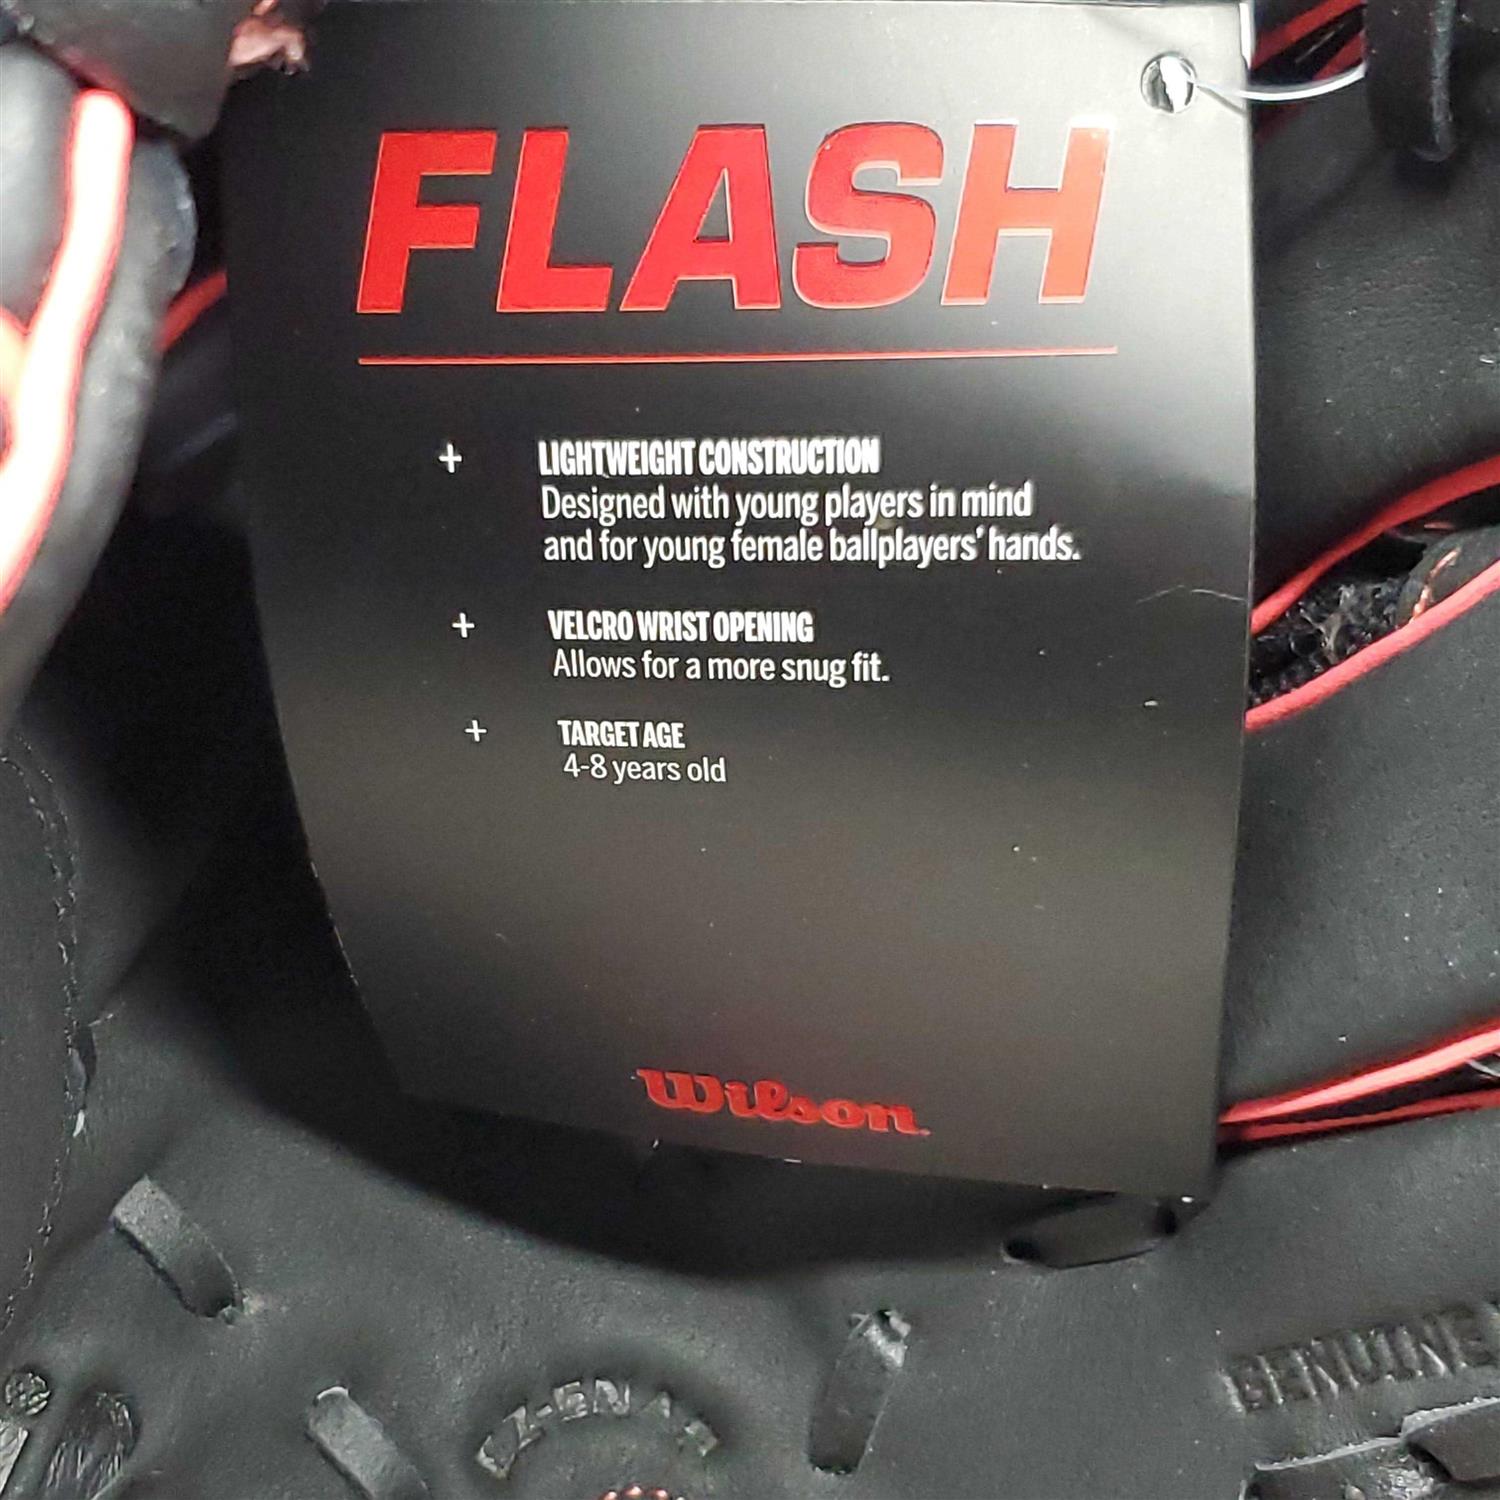 FLASH
+ LIGHTWEIGHT CONSTRUCTION
Designed with young players in mind
and for young female ballplayers' hands.
+ VELCRO WRIST OPENING
Allows for a more snug fit.
+ TARGET AGE
4-8 years old
Wilson
GENUINE